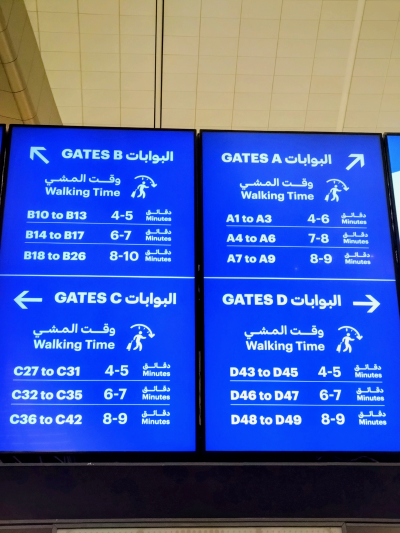 GATES B البوابات
وقت المشي
Walking Time
B10 to B13 4-5 دقائق Minutes
B14 to B17 6-7 دقائق Minutes
B18 to B26 8-10 دقائق Minutes
GATES A البوابات
وقت المشي
Walking Time
A1 to A3 4-6 دقائق Minutes
A4 to A6 7-8 دقائق Minutes
A7 to A9 8-9 دقائق Minutes
GATES C البوابات
وقت المشي
Walking Time
C27 to C31 4-5 دقائق Minutes
C32 to C35 6-7 دقائق Minutes
C36 to C42 8-9 دقائق Minutes
GATES D البوابات
وقت المشي
Walking Time
D43 to D45 4-5 دقائق Minutes
D46 to D47 6-7 دقائق Minutes
D48 to D49 8-9 دقائق Minutes